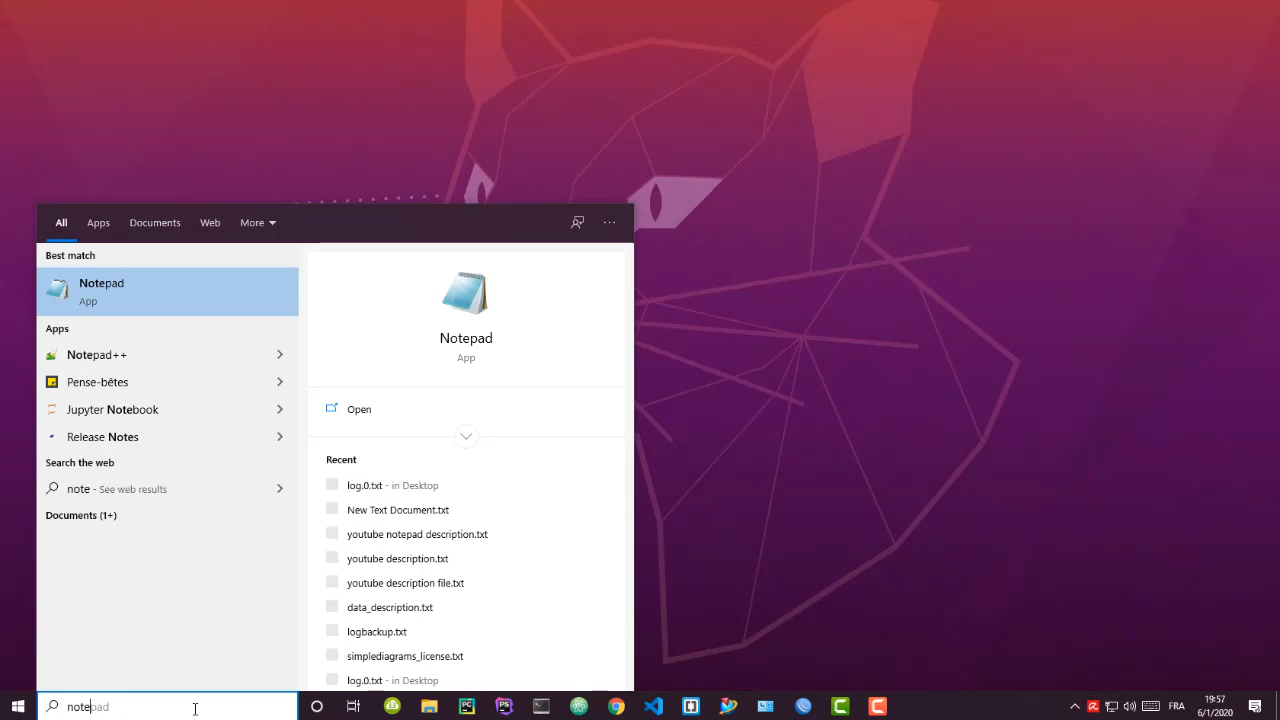 All Apps Documents Web More
Best match
Notepad
App
Apps
Notepad++
Pense-bêtes
Jupyter Notebook
Release Notes
Search the web
note - See web results
Documents (1+)
Notepad
App
Open
Recent
log.0.txt - in Desktop
New Text Document.txt
youtube notepad description.txt
youtube description.txt
youtube description file.txt
data_description.txt
logbackup.txt
simplediagrams_license.txt
log.0.txt - in Desktop
notepad
PC
PS
FRA
19:57
6/1/2020